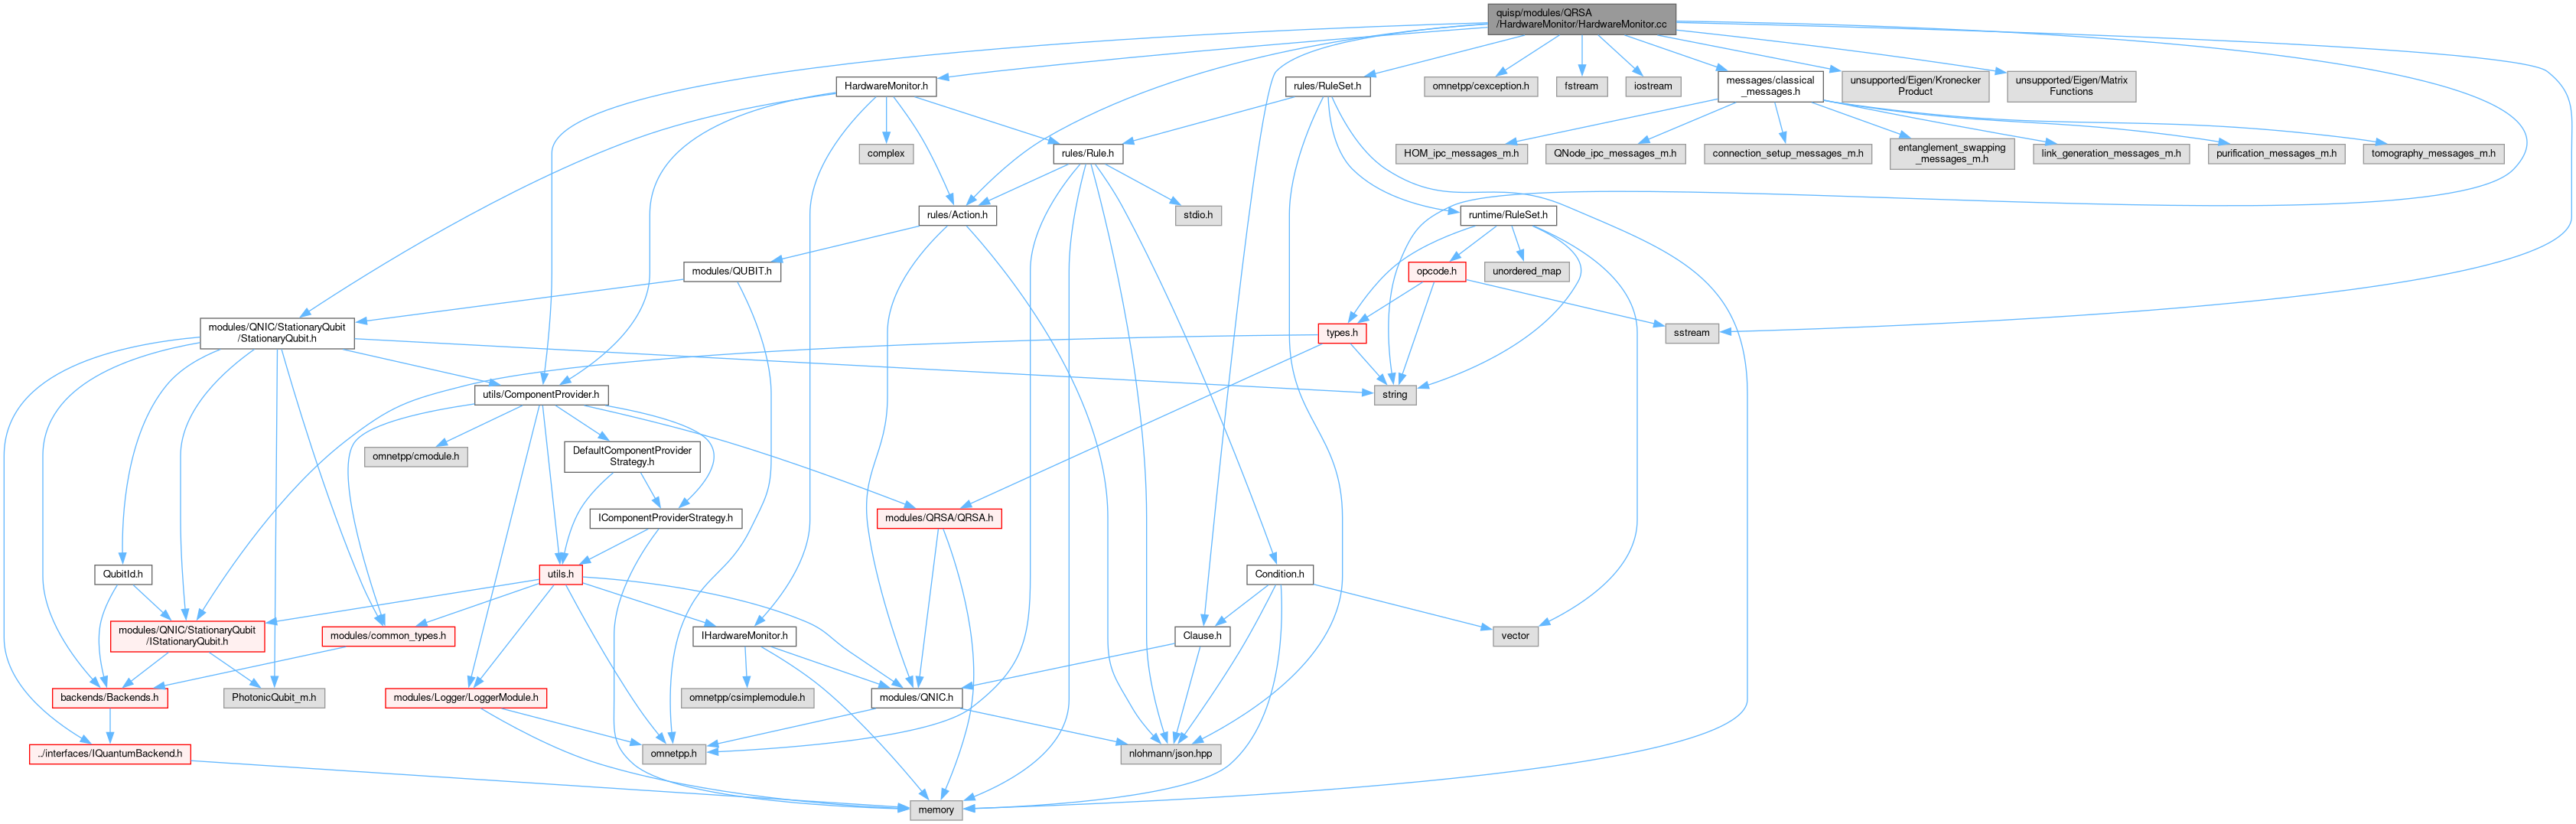 quisp/modules/QRSA
/HardwareMonitor/HardwareMonitor.cc
HardwareMonitor.h
rules/RuleSet.h
omnetpp/cexception.h
fstream
iostream
messages/classical
_messages.h
unsupported/Eigen/Kronecker
Product
unsupported/Eigen/Matrix
Functions
complex
rules/Rule.h
HOM_ipc_messages_m.h
QNode_ipc_messages_m.h
connection_setup_messages_m.h
entanglement_swapping
_messages_m.h
link_generation_messages_m.h
purification_messages_m.h
tomography_messages_m.h
rules/Action.h
stdio.h
runtime/RuleSet.h
modules/QUBIT.h
opcode.h
unordered_map
modules/QNIC/StationaryQubit
/StationaryQubit.h
types.h
sstream
utils/ComponentProvider.h
string
omnetpp/cmodule.h
DefaultComponentProvider
Strategy.h
IComponentProviderStrategy.h
modules/QRSA/QRSA.h
QubitId.h
utils.h
Condition.h
modules/QNIC/StationaryQubit
/IStationaryQubit.h
modules/common_types.h
IHardwareMonitor.h
Clause.h
vector
backends/Backends.h
PhotonicQubit_m.h
modules/Logger/LoggerModule.h
omnetpp/csimplemodule.h
modules/QNIC.h
../interfaces/IQuantumBackend.h
omnetpp.h
nlohmann/json.hpp
memory